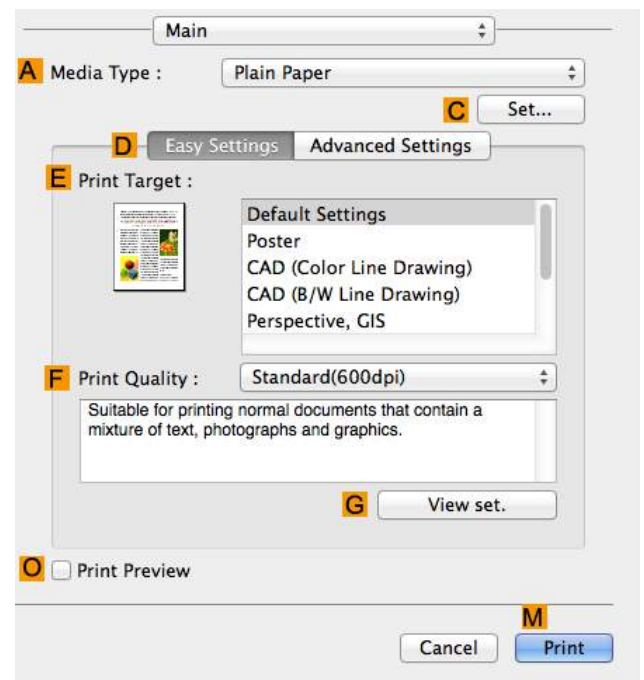 Main
A Media Type : Plain Paper
C Set...
D Easy Settings Advanced Settings
E Print Target :
Default Settings
Poster
CAD (Color Line Drawing)
CAD (B/W Line Drawing)
Perspective, GIS
F Print Quality : Standard(600dpi)
Suitable for printing normal documents that contain a
mixture of text, photographs and graphics.
G View set.
O Print Preview
M
Cancel Print